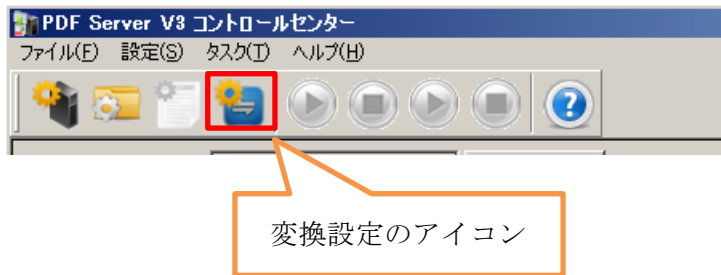 PDF Server V3 コントロールセンター
ファイル(F) 設定(S) タスク(T) ヘルプ(H)
変換設定のアイコン